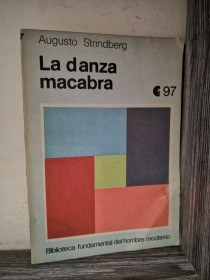 Augusto Strindberg
La danza
macabra
97
Biblioteca fundamental del hombre moderno